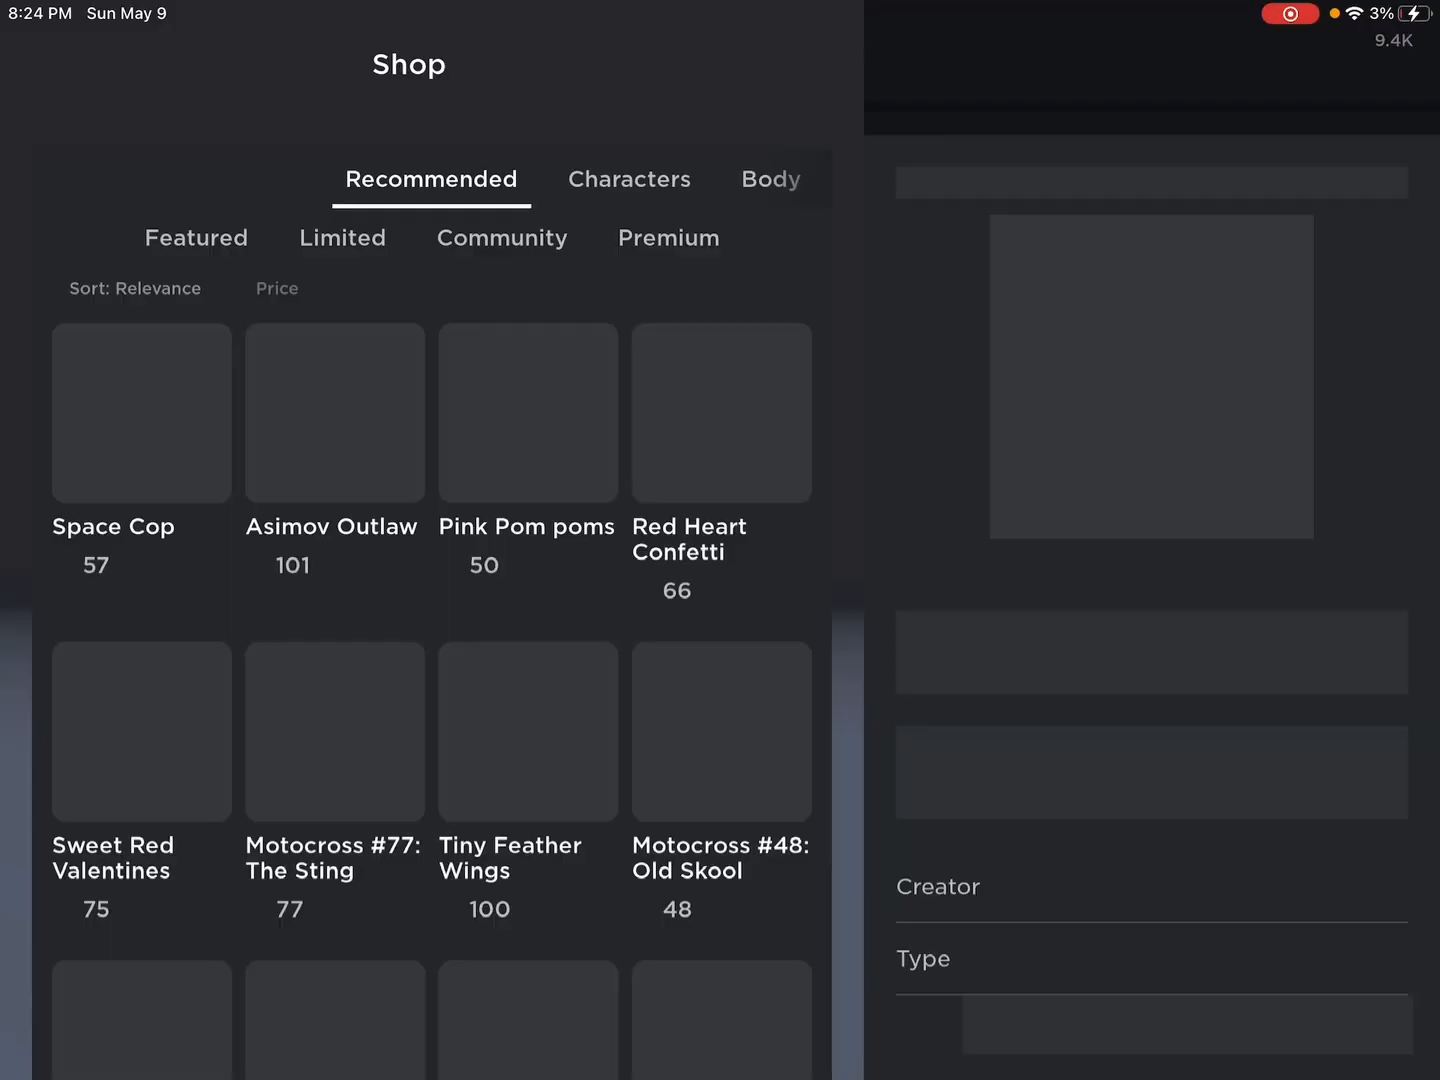 8:24 PM Sun May 9
3%
9.4K
Shop
Recommended Characters Body
Featured Limited Community Premium
Sort: Relevance Price
Space Cop
57
Asimov Outlaw
101
Pink Pom poms
50
Red Heart
Confetti
66
Sweet Red
Valentines
75
Motocross #77:
The Sting
77
Tiny Feather
Wings
100
Motocross #48:
Old Skool
48
Creator
Type